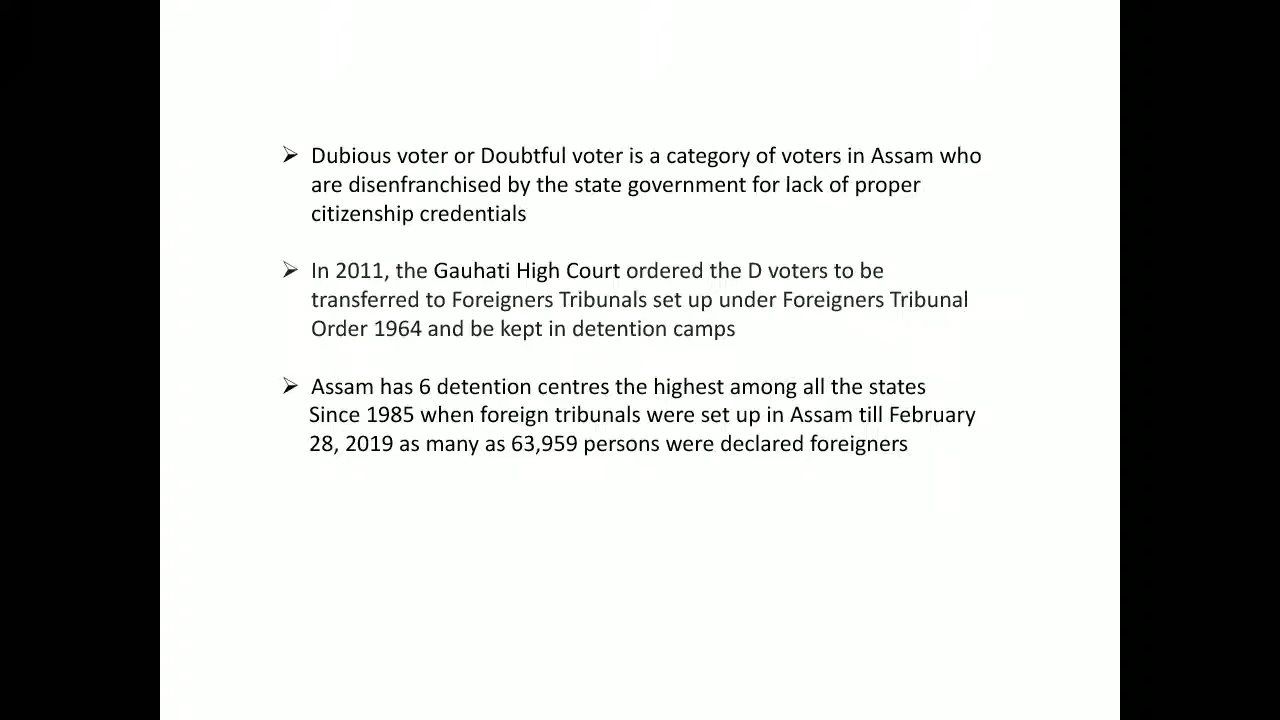 ➢ Dubious voter or Doubtful voter is a category of voters in Assam who
are disenfranchised by the state government for lack of proper
citizenship credentials
➢ In 2011, the Gauhati High Court ordered the D voters to be
transferred to Foreigners Tribunals set up under Foreigners Tribunal
Order 1964 and be kept in detention camps
➢ Assam has 6 detention centres the highest among all the states
Since 1985 when foreign tribunals were set up in Assam till February
28, 2019 as many as 63,959 persons were declared foreigners